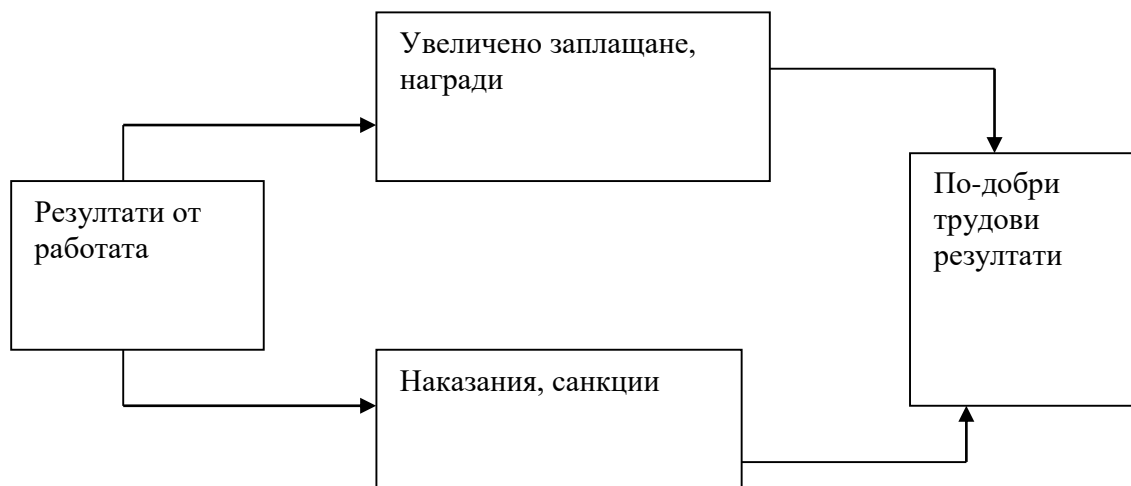 Увеличено заплащане,
награди
Резултати от
работата
По-добри
трудови
резултати
Наказания, санкции